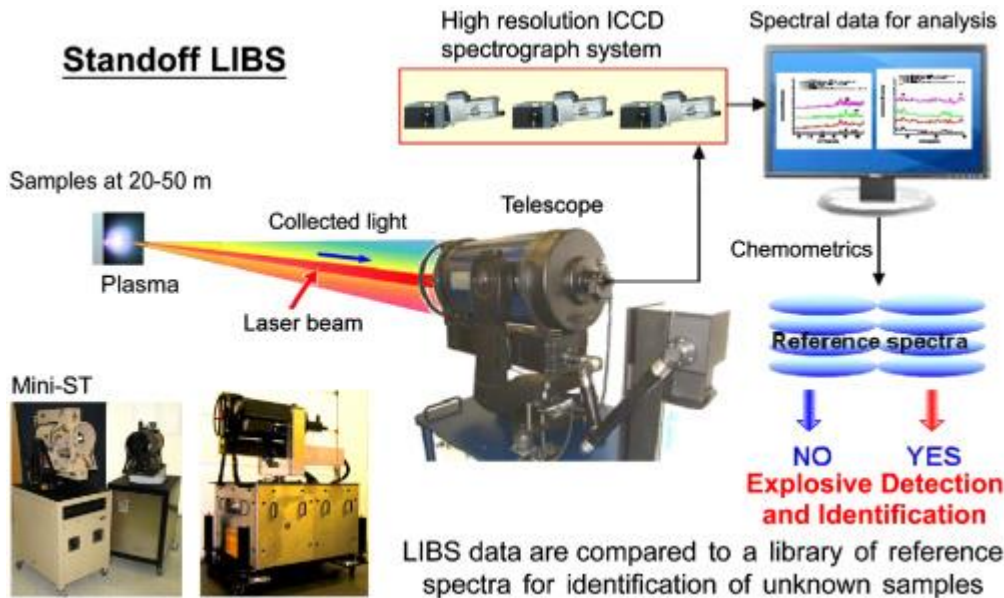 Standoff LIBS
High resolution ICCD
spectrograph system
Spectral data for analysis
Samples at 20-50 m
Collected light
Telescope
Plasma
Laser beam
Chemometrics
Reference spectra
Mini-ST
NO
YES
Explosive Detection
and Identification
LIBS data are compared to a library of reference
spectra for identification of unknown samples